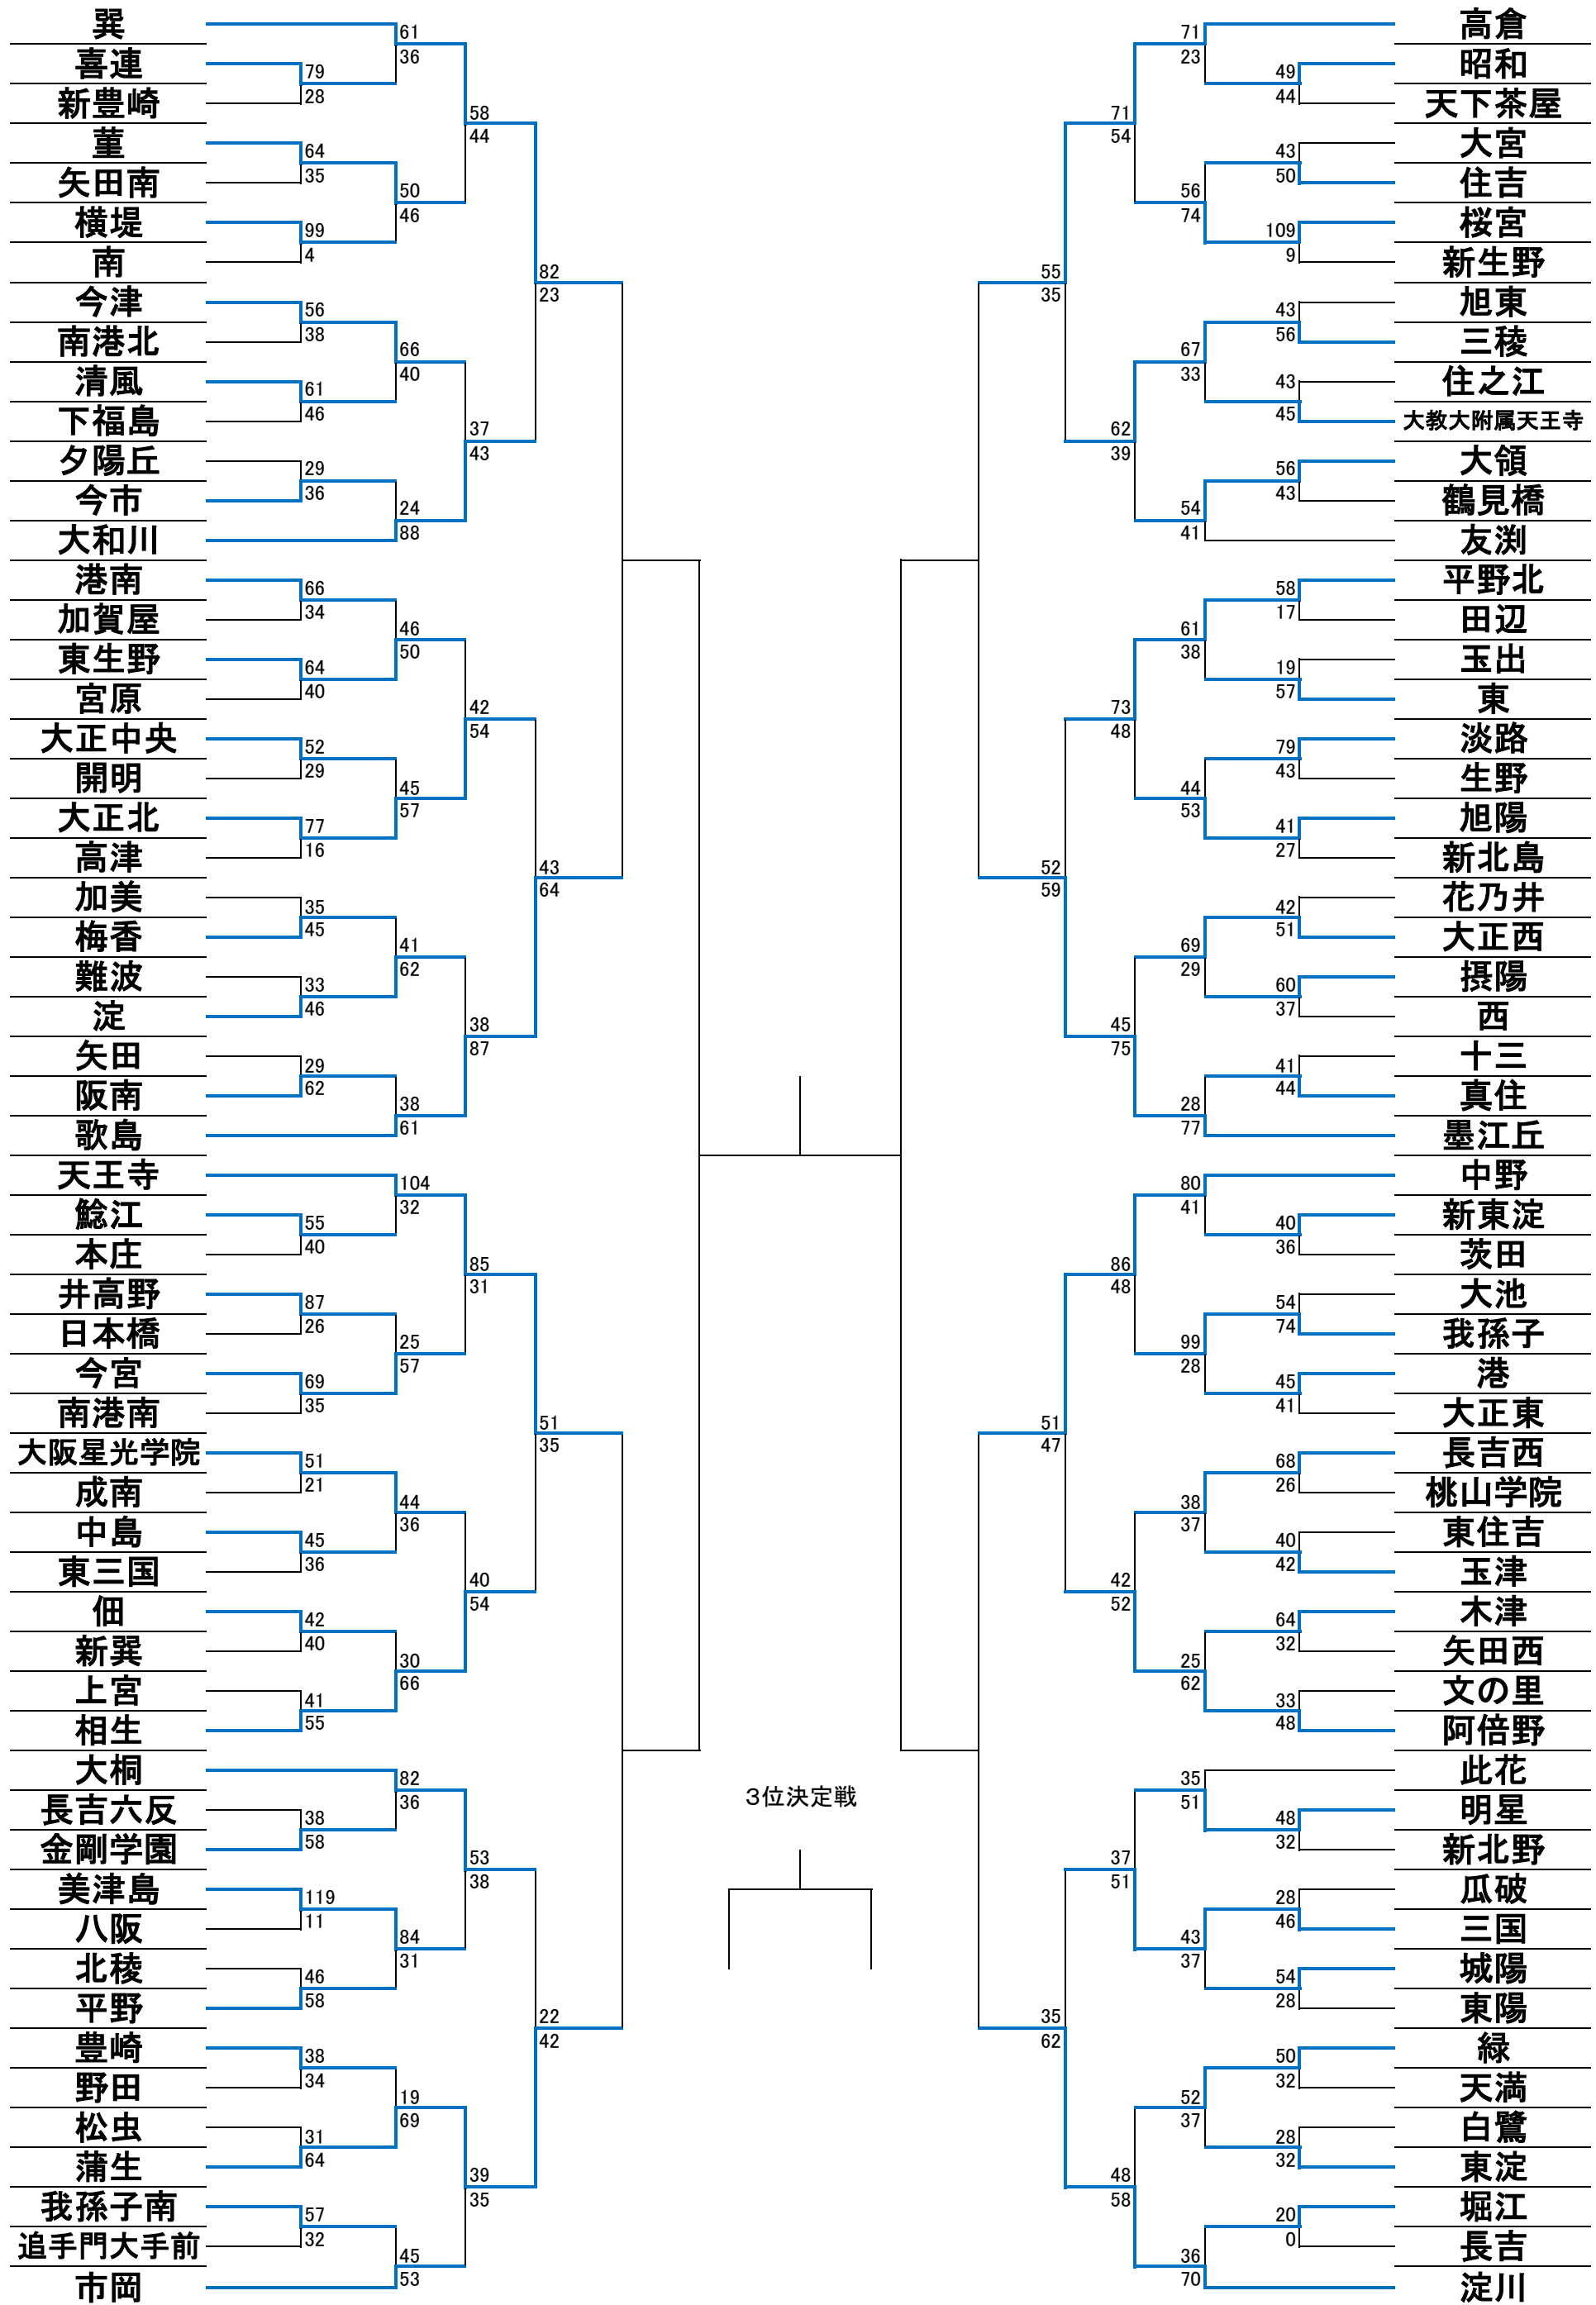 巽
喜連
新豊崎
菫
矢田南
横堤
南
今津
南港北
清風
下福島
夕陽丘
今市
大和川
港南
加賀屋
東生野
宮原
大正中央
開明
大正北
高津
加美
梅香
難波
淀
矢田
阪南
歌島
天王寺
鯰江
本庄
井高野
日本橋
今宮
南港南
大阪星光学院
成南
中島
東三国
佃
新巽
上宮
相生
大桐
長吉六反
金剛学園
美津島
八阪
北稜
平野
豊崎
野田
松虫
蒲生
我孫子南
追手門大手前
市岡
79
28
64
35
99
4
56
38
61
46
29
36
66
34
64
40
52
29
77
16
35
45
33
46
29
62
55
40
87
26
69
35
51
21
45
36
42
40
41
55
38
58
119
11
46
58
38
34
31
64
57
32
61
36
50
46
66
40
24
88
46
50
45
57
41
62
38
61
104
32
25
57
44
36
30
66
82
36
84
31
19
69
45
53
58
44
37
43
42
54
38
87
85
31
40
54
53
38
39
35
82
23
43
64
51
35
22
42
3位決定戦
55
35
52
59
51
47
35
62
71
54
62
39
73
48
45
75
86
48
42
52
37
51
48
58
71
23
56
74
67
33
54
41
61
38
44
53
69
29
28
77
80
41
99
28
38
37
25
62
35
51
43
37
52
37
36
70
49
44
43
50
109
9
43
56
43
45
56
43
58
17
19
57
79
43
41
27
42
51
60
37
41
44
40
36
54
74
45
41
68
26
40
42
64
32
33
48
48
32
28
46
54
28
50
32
28
32
20
0
高倉
昭和
天下茶屋
大宮
住吉
桜宮
新生野
旭東
三稜
住之江
大教大附属天王寺
大領
鶴見橋
友渕
平野北
田辺
玉出
東
淡路
生野
旭陽
新北島
花乃井
大正西
摂陽
西
十三
真住
墨江丘
中野
新東淀
茨田
大池
我孫子
港
大正東
長吉西
桃山学院
東住吉
玉津
木津
矢田西
文の里
阿倍野
此花
明星
新北野
瓜破
三国
城陽
東陽
緑
天満
白鷺
東淀
堀江
長吉
淀川